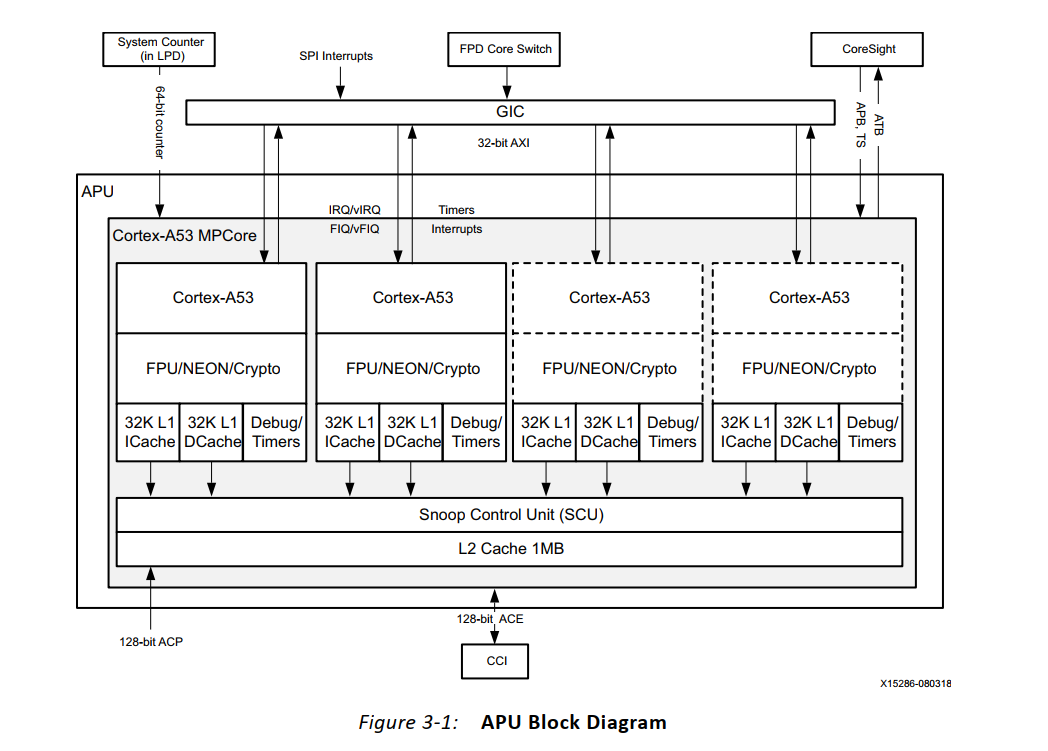 System Counter
(in LPD)
SPI Interrupts
FPD Core Switch
CoreSight
64-bit counter
GIC
APB, TS
ATB
32-bit AXI
APU
IRQ/vIRQ
Timers
FIQ/vFIQ
Interrupts
Cortex-A53 MPCore
Cortex-A53
Cortex-A53
Cortex-A53
Cortex-A53
FPU/NEON/Crypto
FPU/NEON/Crypto
FPU/NEON/Crypto
FPU/NEON/Crypto
32K L1
ICache
32K L1
DCache
Debug/
Timers
32K L1
ICache
32K L1
DCache
Debug/
Timers
32K L1
ICache
32K L1
DCache
Debug/
Timers
32K L1
ICache
32K L1
DCache
Debug/
Timers
Snoop Control Unit (SCU)
L2 Cache 1MB
128-bit ACP
128-bit ACE
CCI
X15286-080318
Figure 3-1: APU Block Diagram